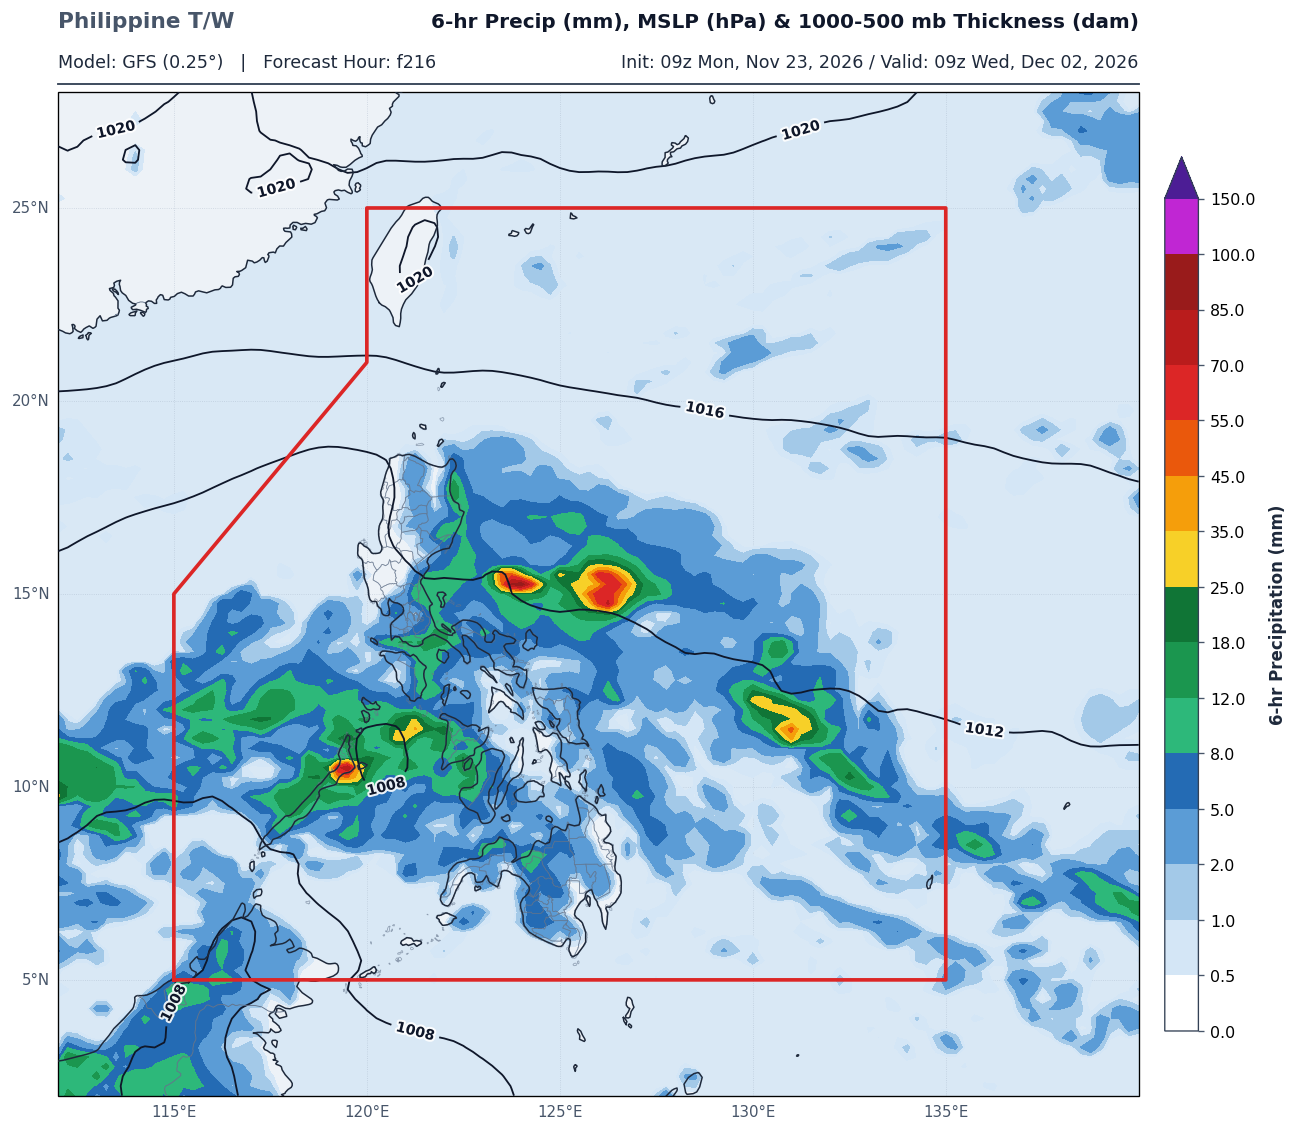 Philippine T/W
6-hr Precip (mm), MSLP (hPa) & 1000-500 mb Thickness (dam)
Model: GFS (0.25°) | Forecast Hour: f216
Init: 09z Mon, Nov 23, 2026 / Valid: 09z Wed, Dec 02, 2026
1020
1020
1020
1020
1016
1012
1008
1008
1008
25°N
20°N
15°N
10°N
5°N
115°E
120°E
125°E
130°E
135°E
150.0
100.0
85.0
70.0
55.0
45.0
35.0
25.0
18.0
12.0
8.0
5.0
2.0
1.0
0.5
0.0
6-hr Precipitation (mm)